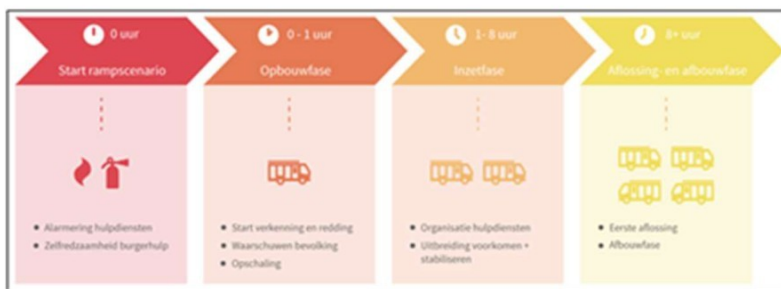 0 uur
Start rampscenario
Alarmering hulpdiensten
Zelfredzaamheid burgerhulp
0 - 1 uur
Opbouwfase
Start verkenning en redding
Waarschuwen bevolking
Opschaling
1- 8 uur
Inzetfase
Organisatie hulpdiensten
Uitbreiding voorkomen +
stabiliseren
8+ uur
Aflossing- en afbouwfase
Eerste aflossing
Afbouwfase